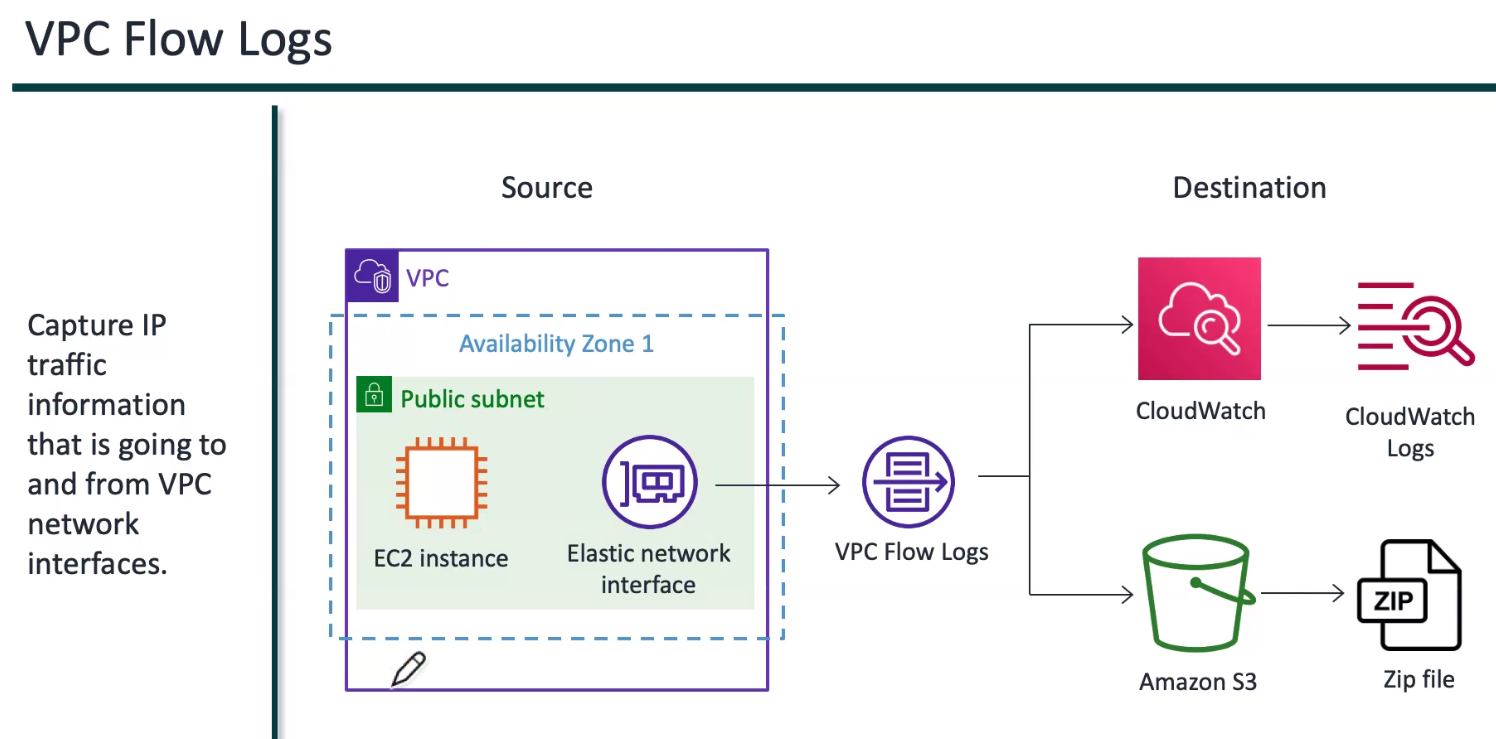 VPC Flow Logs
Capture IP
traffic
information
that is going to
and from VPC
network
interfaces.
Source
Destination
VPC
Availability Zone 1
Public subnet
EC2 instance
Elastic network
interface
VPC Flow Logs
CloudWatch
CloudWatch
Logs
Amazon S3
ZIP
Zip file